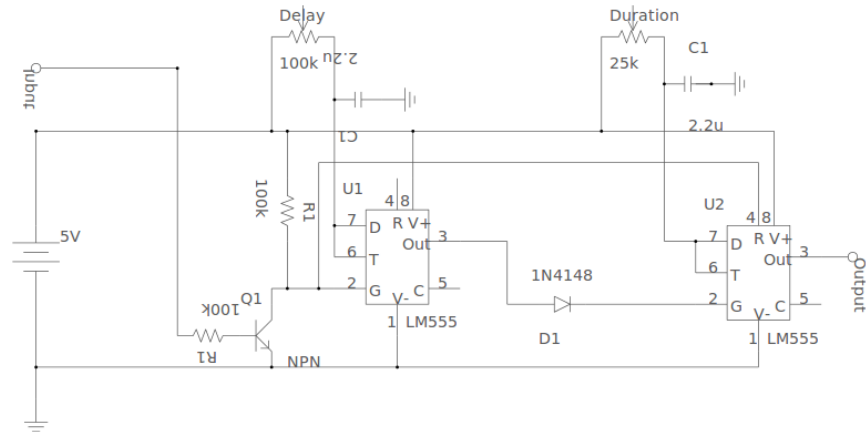 Delay
Duration
2.2u
C1
100k
25k
Input
C1
2.2u
100k
R1
U1
4 8
R V+
7 D
Out 3
6 T
2 G
C 5
V-
1 LM555
U2
4 8
R V+
7 D
Out 3
6 T
2 G
C 5
V-
1 LM555
5V
Output
1N4148
D1
100k
Q1
R1
NPN